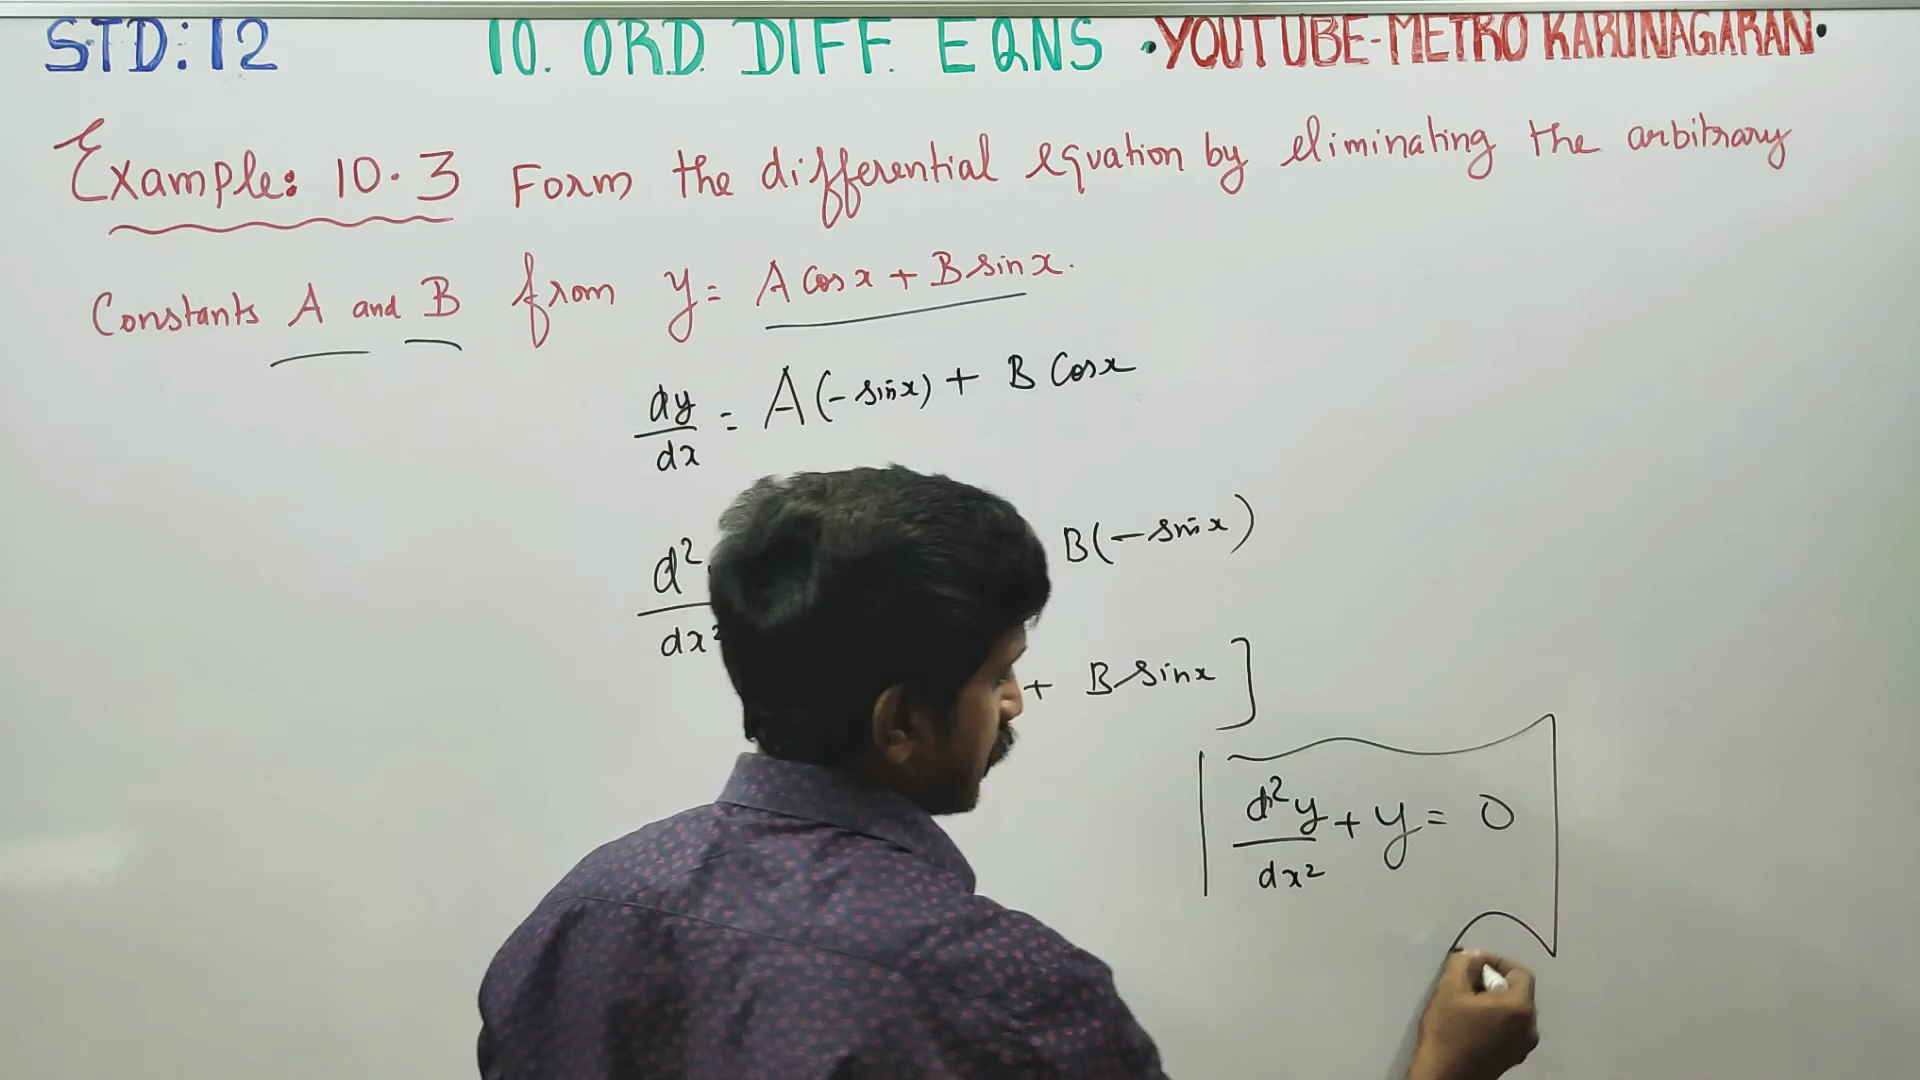 STD: 12 10. ORD. DIFF. EQNS •YOUTUBE-METRO KARUNAGARAN•
Example: 10.3 Form the differential equation by eliminating the arbitrary
Constants A and B from y = A cos x + B sin x.
dy/dx = A(-sin x) + B Cos x
d²/dx² B(-sin x)
+ B sin x ]
d²y/dx² + y = 0